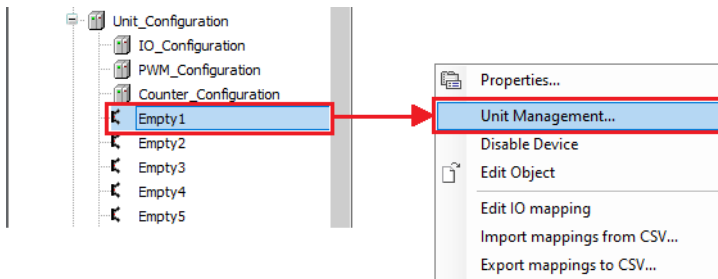 Unit_Configuration
IO_Configuration
PWM_Configuration
Counter_Configuration
Empty1
Empty2
Empty3
Empty4
Empty5
Properties...
Unit Management...
Disable Device
Edit Object
Edit IO mapping
Import mappings from CSV...
Export mappings to CSV...